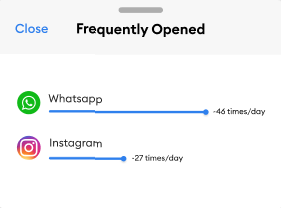 Close
Frequently Opened
Whatsapp
-46 times/day
Instagram
-27 times/day